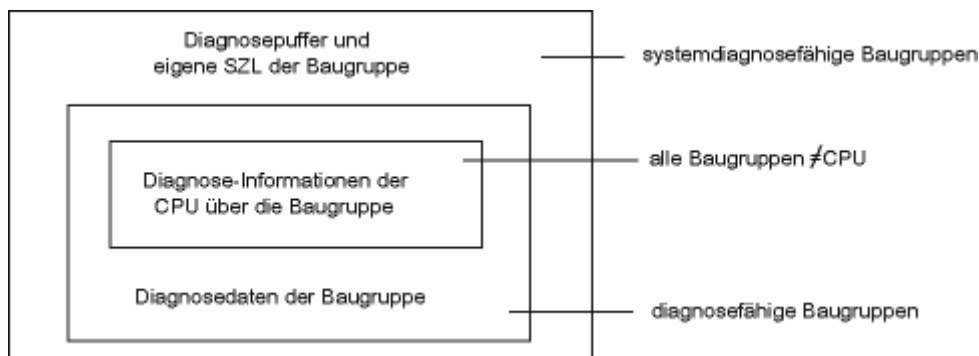 Diagnosepuffer und
eigene SZL der Baugruppe
systemdiagnosefähige Baugruppen
alle Baugruppen ≠CPU
Diagnose-Informationen der
CPU über die Baugruppe
Diagnosedaten der Baugruppe
diagnosefähige Baugruppen